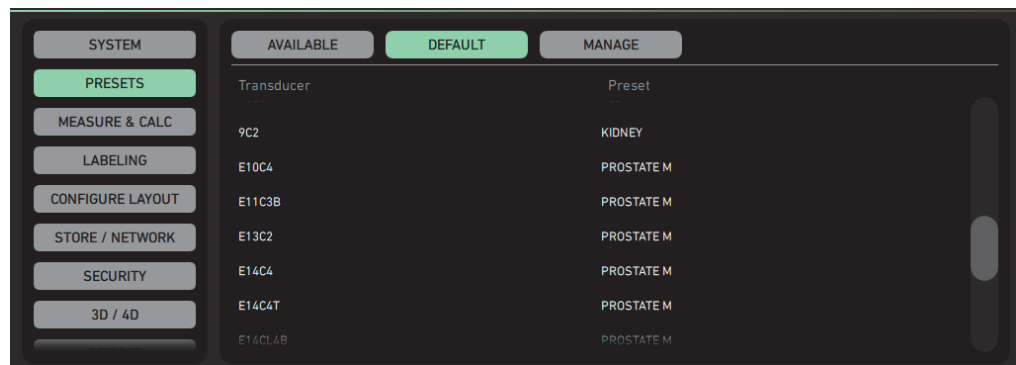 SYSTEM
PRESETS
MEASURE & CALC
LABELING
CONFIGURE LAYOUT
STORE / NETWORK
SECURITY
3D / 4D
AVAILABLE DEFAULT MANAGE
Transducer Preset
9C2 KIDNEY
E10C4 PROSTATE M
E11C3B PROSTATE M
E13C2 PROSTATE M
E14C4 PROSTATE M
E14C4T PROSTATE M
E14CL4B PROSTATE M